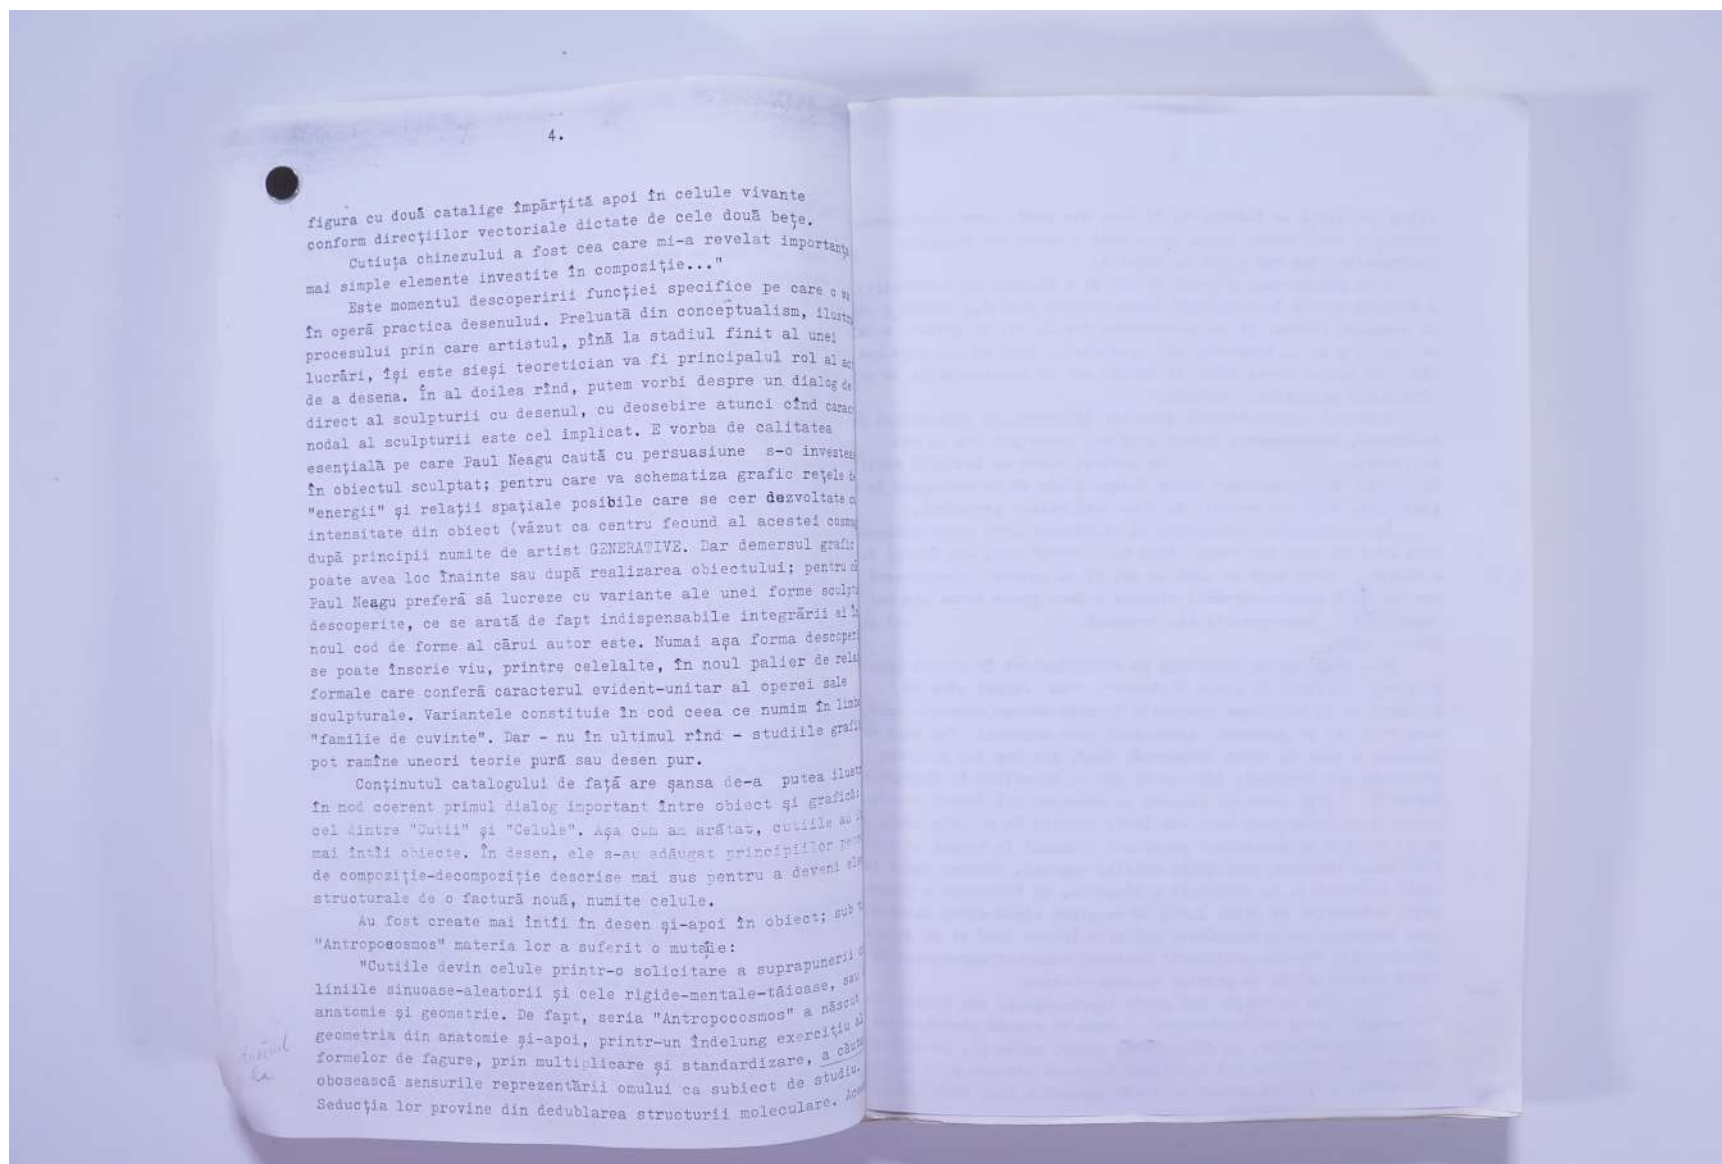 4.
figura cu două catalige împărţită apoi în celule vivante
conform direcţiilor vectoriale dictate de cele două beţe.
Cutiuţa chinezului a fost cea care mi-a revelat importanţa
mai simple elemente investite în compoziţie..."
Este momentul descoperirii funcţiei specifice pe care o va
în operă practica desenului. Preluată din conceptualism,
procesului prin care artistul, pînă la stadiul finit al unei
lucrări, îşi este sieşi teoretician va fi principalul rol al
de a desena. În al doilea rînd, putem vorbi despre un dialog de
direct al sculpturii cu desenul, cu deosebire atunci cînd
nodal al sculpturii este cel implicat. E vorba de calitatea
esenţială pe care Paul Neagu caută cu persuasiune s-o
în obiectul sculptat; pentru care va schematiza grafic reţele
"energii" şi relaţii spaţiale posibile care se cer dezvoltate
intensitate din obiect (văzut ca centru fecund al acestei
după principii numite de artist GENERATIVE. Dar demersul grafic
poate avea loc înainte sau după realizarea obiectului; pentru
Paul Neagu preferă să lucreze cu variante ale unei forme
descoperite, ce se arată de fapt indispensabile integrării ei
noul cod de forme al cărui autor este. Numai aşa forma
se poate înscrie viu, printre celelalte, în noul palier de
formale care conferă caracterul evident-unitar al operei sale
sculpturale. Variantele constituie în cod ceea ce numim în
"familie de cuvinte". Dar - nu în ultimul rînd - studiile
pot ramîne uneori teorie pură sau desen pur.
Conţinutul catalogului de faţă are şansa de-a putea
în mod coerent primul dialog important între obiect şi grafică:
cel dintre "Cutii" şi "Celule". Aşa cum am arătat, cutiile au
mai întîi obiecte. În desen, ele s-au adăugat principiilor
de compoziţie-decompoziţie descrise mai sus pentru a deveni
structurale de o factură nouă, numite celule.
Au fost create mai întîi în desen şi-apoi în obiect; sub
"Antropocosmos" materia lor a suferit o mutaţie:
"Cutiile devin celule printr-o solicitare a suprapunerii
liniile sinuoase-aleatorii şi cele rigide-mentale-tăioase, sau
anatomie şi geometrie. De fapt, seria "Antropocosmos" a născut
geometria din anatomie şi-apoi, printr-un îndelung exerciţiu al
formelor de fagure, prin multiplicare şi standardizare, a
obosească sensurile reprezentării omului ca subiect de studiu.
Seducţia lor provine din dedublarea structurii moleculare.